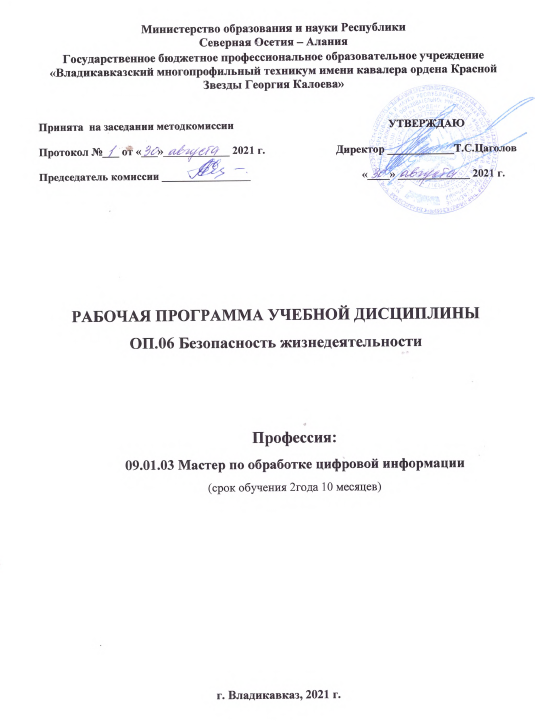 Министерство образования и науки Республики
Северная Осетия – Алания
Государственное бюджетное профессиональное образовательное учреждение
«Владикавказский многопрофильный техникум имени кавалера ордена Красной
Звезды Георгия Калоева»
Принята на заседании методкомиссии
УТВЕРЖДАЮ
Протокол № 1 от «30» августа 2021 г.
Директор ____________Т.С.Цаголов
Председатель комиссии ________________
«30» августа 2021 г.
РАБОЧАЯ ПРОГРАММА УЧЕБНОЙ ДИСЦИПЛИНЫ
ОП.06 Безопасность жизнедеятельности
Профессия:
09.01.03 Мастер по обработке цифровой информации
(срок обучения 2года 10 месяцев)
г. Владикавказ, 2021 г.